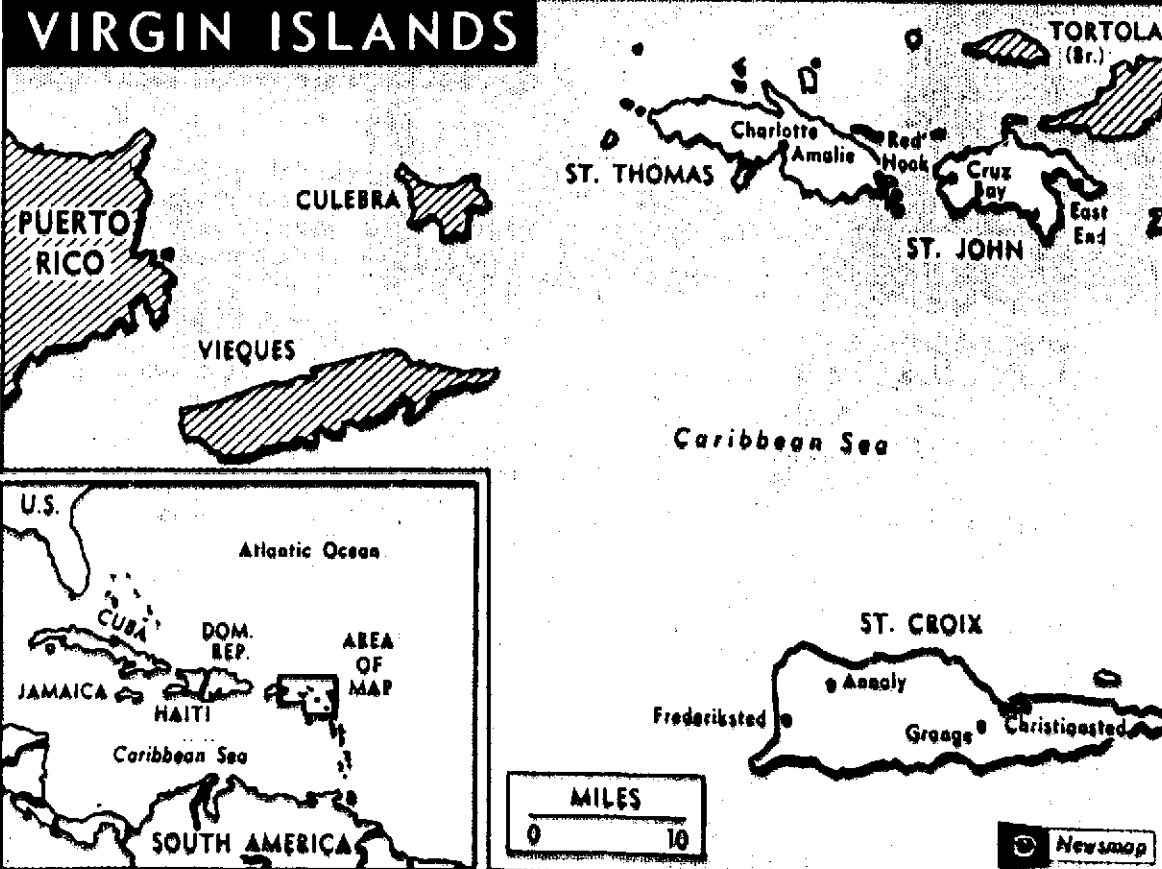 VIRGIN ISLANDS
TORTOLA
(Br.)
Charlotte
Amalie
Red
Hook
ST. THOMAS
Cruz
Bay
East
End
ST. JOHN
CULEBRA
PUERTO
RICO
VIEQUES
Caribbean Sea
U.S.
Atlantic Ocean
CUBA
DOM.
REP.
AREA
OF
MAP
JAMAICA
HAITI
Caribbean Sea
SOUTH AMERICA
ST. CROIX
Annaly
Frederiksted
Grange
Christiansted
MILES
0 10
Newsmap